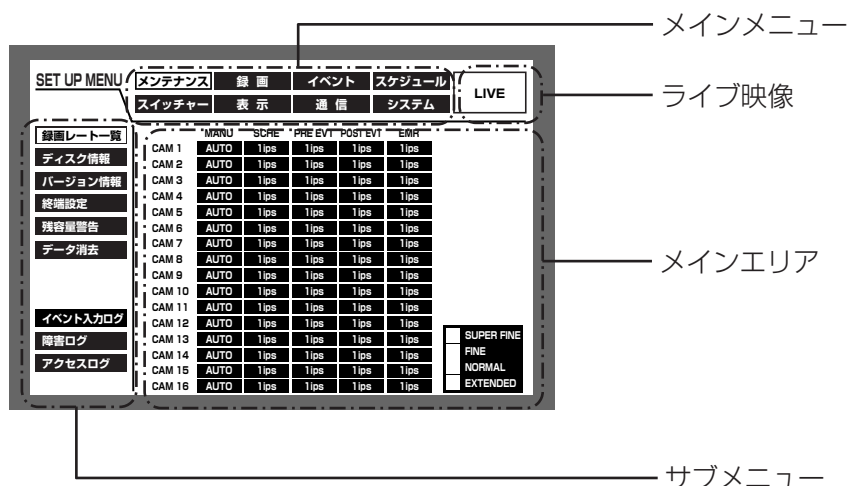 メインメニュー
SET UP MENU
メンテナンス 録画 イベント スケジュール
LIVE
ライブ映像
スイッチャー 表示 通信 システム
録画レート一覧
ディスク情報
バージョン情報
終端設定
残容量警告
データ消去
イベント入力ログ
障害ログ
アクセスログ
MANU SCHE PRE EVT POST EVT EMR
CAM 1 AUTO 1ips 1ips 1ips 1ips
CAM 2 AUTO 1ips 1ips 1ips 1ips
CAM 3 AUTO 1ips 1ips 1ips 1ips
CAM 4 AUTO 1ips 1ips 1ips 1ips
CAM 5 AUTO 1ips 1ips 1ips 1ips
CAM 6 AUTO 1ips 1ips 1ips 1ips
CAM 7 AUTO 1ips 1ips 1ips 1ips
CAM 8 AUTO 1ips 1ips 1ips 1ips
CAM 9 AUTO 1ips 1ips 1ips 1ips
CAM 10 AUTO 1ips 1ips 1ips 1ips
CAM 11 AUTO 1ips 1ips 1ips 1ips
CAM 12 AUTO 1ips 1ips 1ips 1ips
CAM 13 AUTO 1ips 1ips 1ips 1ips
CAM 14 AUTO 1ips 1ips 1ips 1ips
CAM 15 AUTO 1ips 1ips 1ips 1ips
CAM 16 AUTO 1ips 1ips 1ips 1ips
SUPER FINE
FINE
NORMAL
EXTENDED
メインエリア
サブメニュー